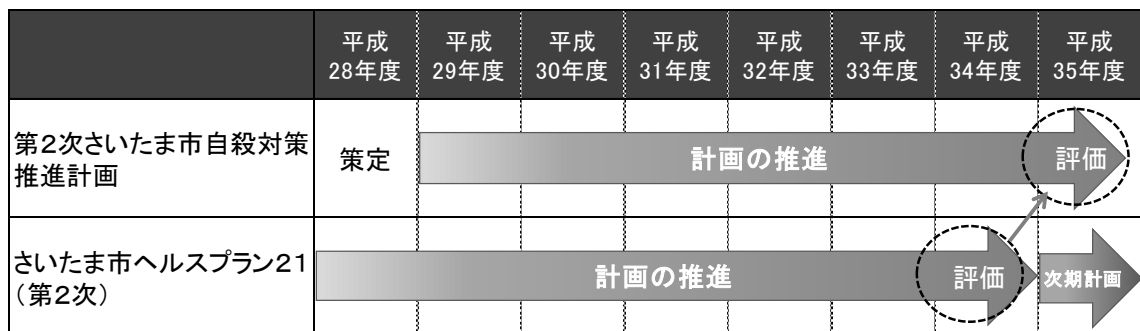 平成
28年度
平成
29年度
平成
30年度
平成
31年度
平成
32年度
平成
33年度
平成
34年度
平成
35年度
第2次さいたま市自殺対策
推進計画
策定
計画の推進
評価
さいたま市ヘルスプラン21
(第2次)
計画の推進
評価
次期計画